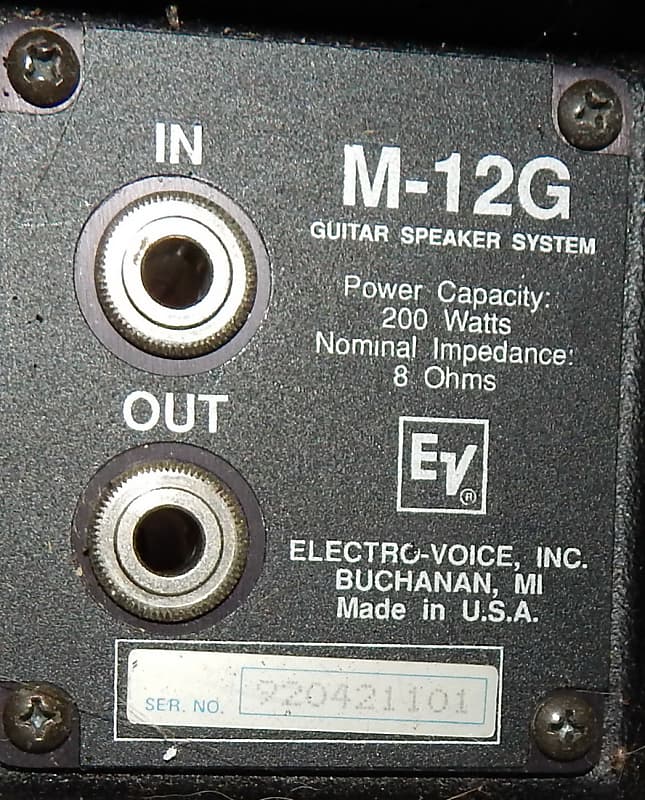 IN
M-12G
GUITAR SPEAKER SYSTEM
Power Capacity:
200 Watts
Nominal Impedance:
8 Ohms
OUT
EV®
ELECTRO-VOICE, INC.
BUCHANAN, MI
Made in U.S.A.
SER. NO. 920421101